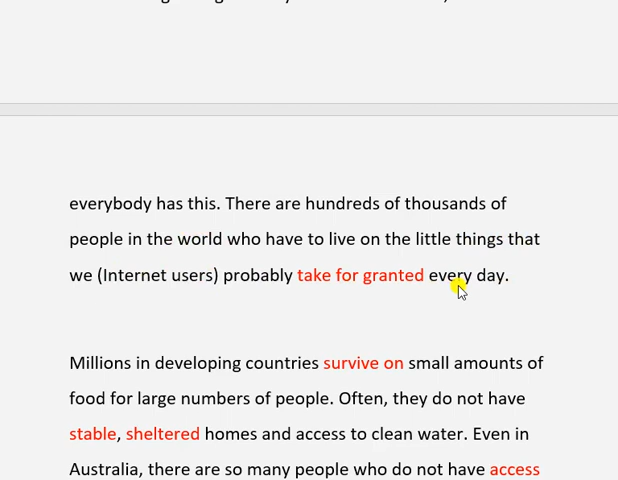 everybody has this. There are hundreds of thousands of
people in the world who have to live on the little things that
we (Internet users) probably take for granted every day.
Millions in developing countries survive on small amounts of
food for large numbers of people. Often, they do not have
stable, sheltered homes and access to clean water. Even in
Australia, there are so many people who do not have access